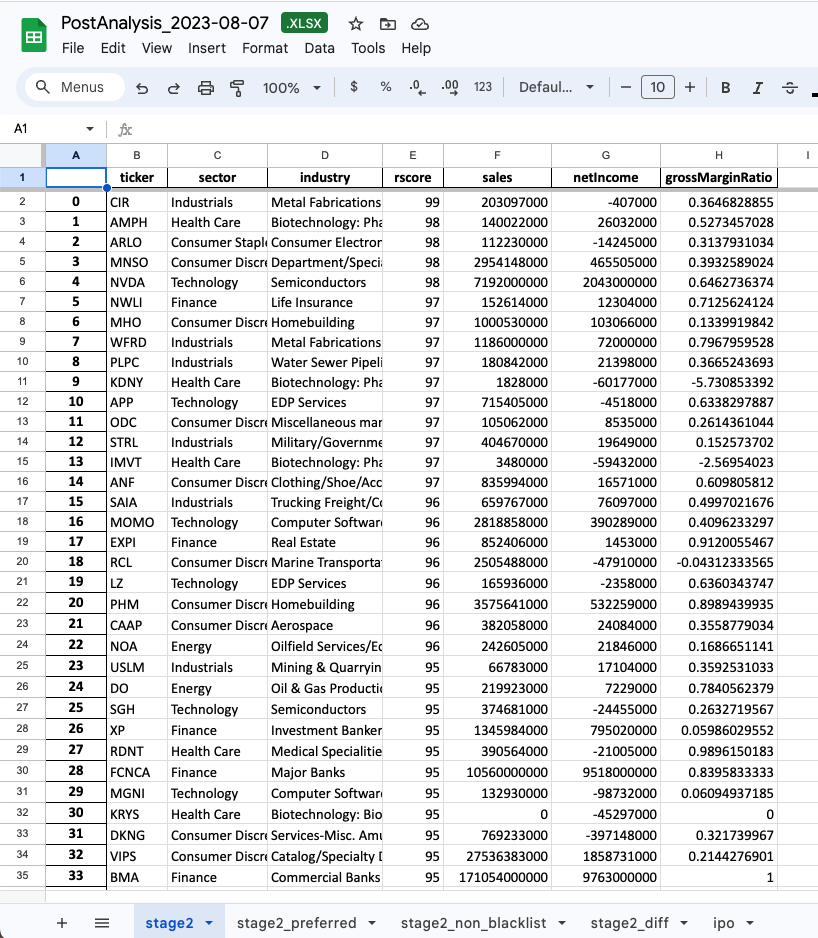 PostAnalysis_2023-08-07 .XLSX
File Edit View Insert Format Data Tools Help
Menus 100% $ % .0 .00 123 Defaul... − 10 + B I S
A1 fx
A B C D E F G H I
1 ticker sector industry rscore sales netIncome grossMarginRatio
2 0 CIR Industrials Metal Fabrications 99 203097000 -407000 0.3646828855
3 1 AMPH Health Care Biotechnology: Pha 98 140022000 26032000 0.5273457028
4 2 ARLO Consumer Staple Consumer Electror 98 112230000 -14245000 0.3137931034
5 3 MNSO Consumer Discre Department/Specia 98 2954148000 465505000 0.3932589024
6 4 NVDA Technology Semiconductors 98 7192000000 2043000000 0.6462736374
7 5 NWLI Finance Life Insurance 97 152614000 12304000 0.7125624124
8 6 MHO Consumer Discre Homebuilding 97 1000530000 103066000 0.1339919842
9 7 WFRD Industrials Metal Fabrications 97 1186000000 72000000 0.7967959528
10 8 PLPC Industrials Water Sewer Pipeli 97 180842000 21398000 0.3665243693
11 9 KDNY Health Care Biotechnology: Pha 97 1828000 -60177000 -5.730853392
12 10 APP Technology EDP Services 97 715405000 -4518000 0.6338297887
13 11 ODC Consumer Discre Miscellaneous mar 97 105062000 8535000 0.2614361044
14 12 STRL Industrials Military/Governme 97 404670000 19649000 0.152573702
15 13 IMVT Health Care Biotechnology: Pha 97 3480000 -59432000 -2.56954023
16 14 ANF Consumer Discre Clothing/Shoe/Acc 97 835994000 16571000 0.609805812
17 15 SAIA Industrials Trucking Freight/Co 96 659767000 76097000 0.4997021676
18 16 MOMO Technology Computer Softwar 96 2818858000 390289000 0.4096233297
19 17 EXPI Finance Real Estate 96 852406000 1453000 0.9120055467
20 18 RCL Consumer Discre Marine Transporta 96 2505488000 -47910000 -0.04312333565
21 19 LZ Technology EDP Services 96 165936000 -2358000 0.6360343747
22 20 PHM Consumer Discre Homebuilding 96 3575641000 532259000 0.8989439935
23 21 CAAP Consumer Discre Aerospace 96 382058000 24084000 0.3558779034
24 22 NOA Energy Oilfield Services/Ec 96 242605000 21846000 0.1686651141
25 23 USLM Industrials Mining & Quarryin 95 66783000 17104000 0.3592531033
26 24 DO Energy Oil & Gas Productio 95 219923000 7229000 0.7840562379
27 25 SGH Technology Semiconductors 95 374681000 -24455000 0.2632719567
28 26 XP Finance Investment Banker 95 1345984000 795020000 0.05986029552
29 27 RDNT Health Care Medical Specialitie 95 390564000 -21005000 0.9896150183
30 28 FCNCA Finance Major Banks 95 10560000000 9518000000 0.8395833333
31 29 MGNI Technology Computer Softwar 95 132930000 -98732000 0.06094937185
32 30 KRYS Health Care Biotechnology: Bio 95 0 -45297000 0
33 31 DKNG Consumer Discre Services-Misc. Amu 95 769233000 -397148000 0.321739967
34 32 VIPS Consumer Discre Catalog/Specialty D 95 27536383000 1858731000 0.2144276901
35 33 BMA Finance Commercial Banks 95 171054000000 9763000000 1
+ stage2 stage2_preferred stage2_non_blacklist stage2_diff ipo